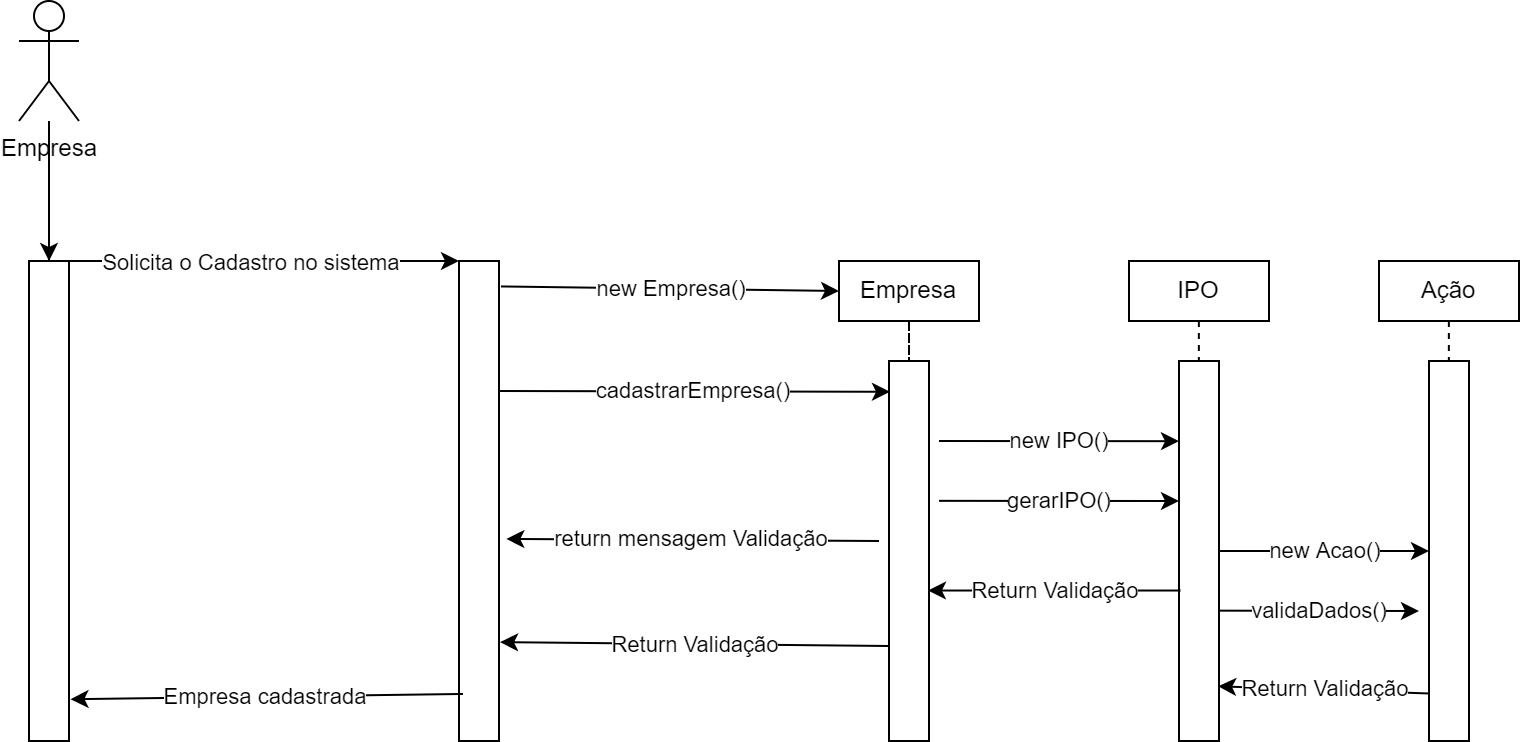 Empresa
Solicita o Cadastro no sistema
new Empresa()
Empresa
IPO
Ação
cadastrarEmpresa()
new IPO()
gerarIPO()
return mensagem Validação
new Acao()
Return Validação
validaDados()
Return Validação
Return Validação
Empresa cadastrada